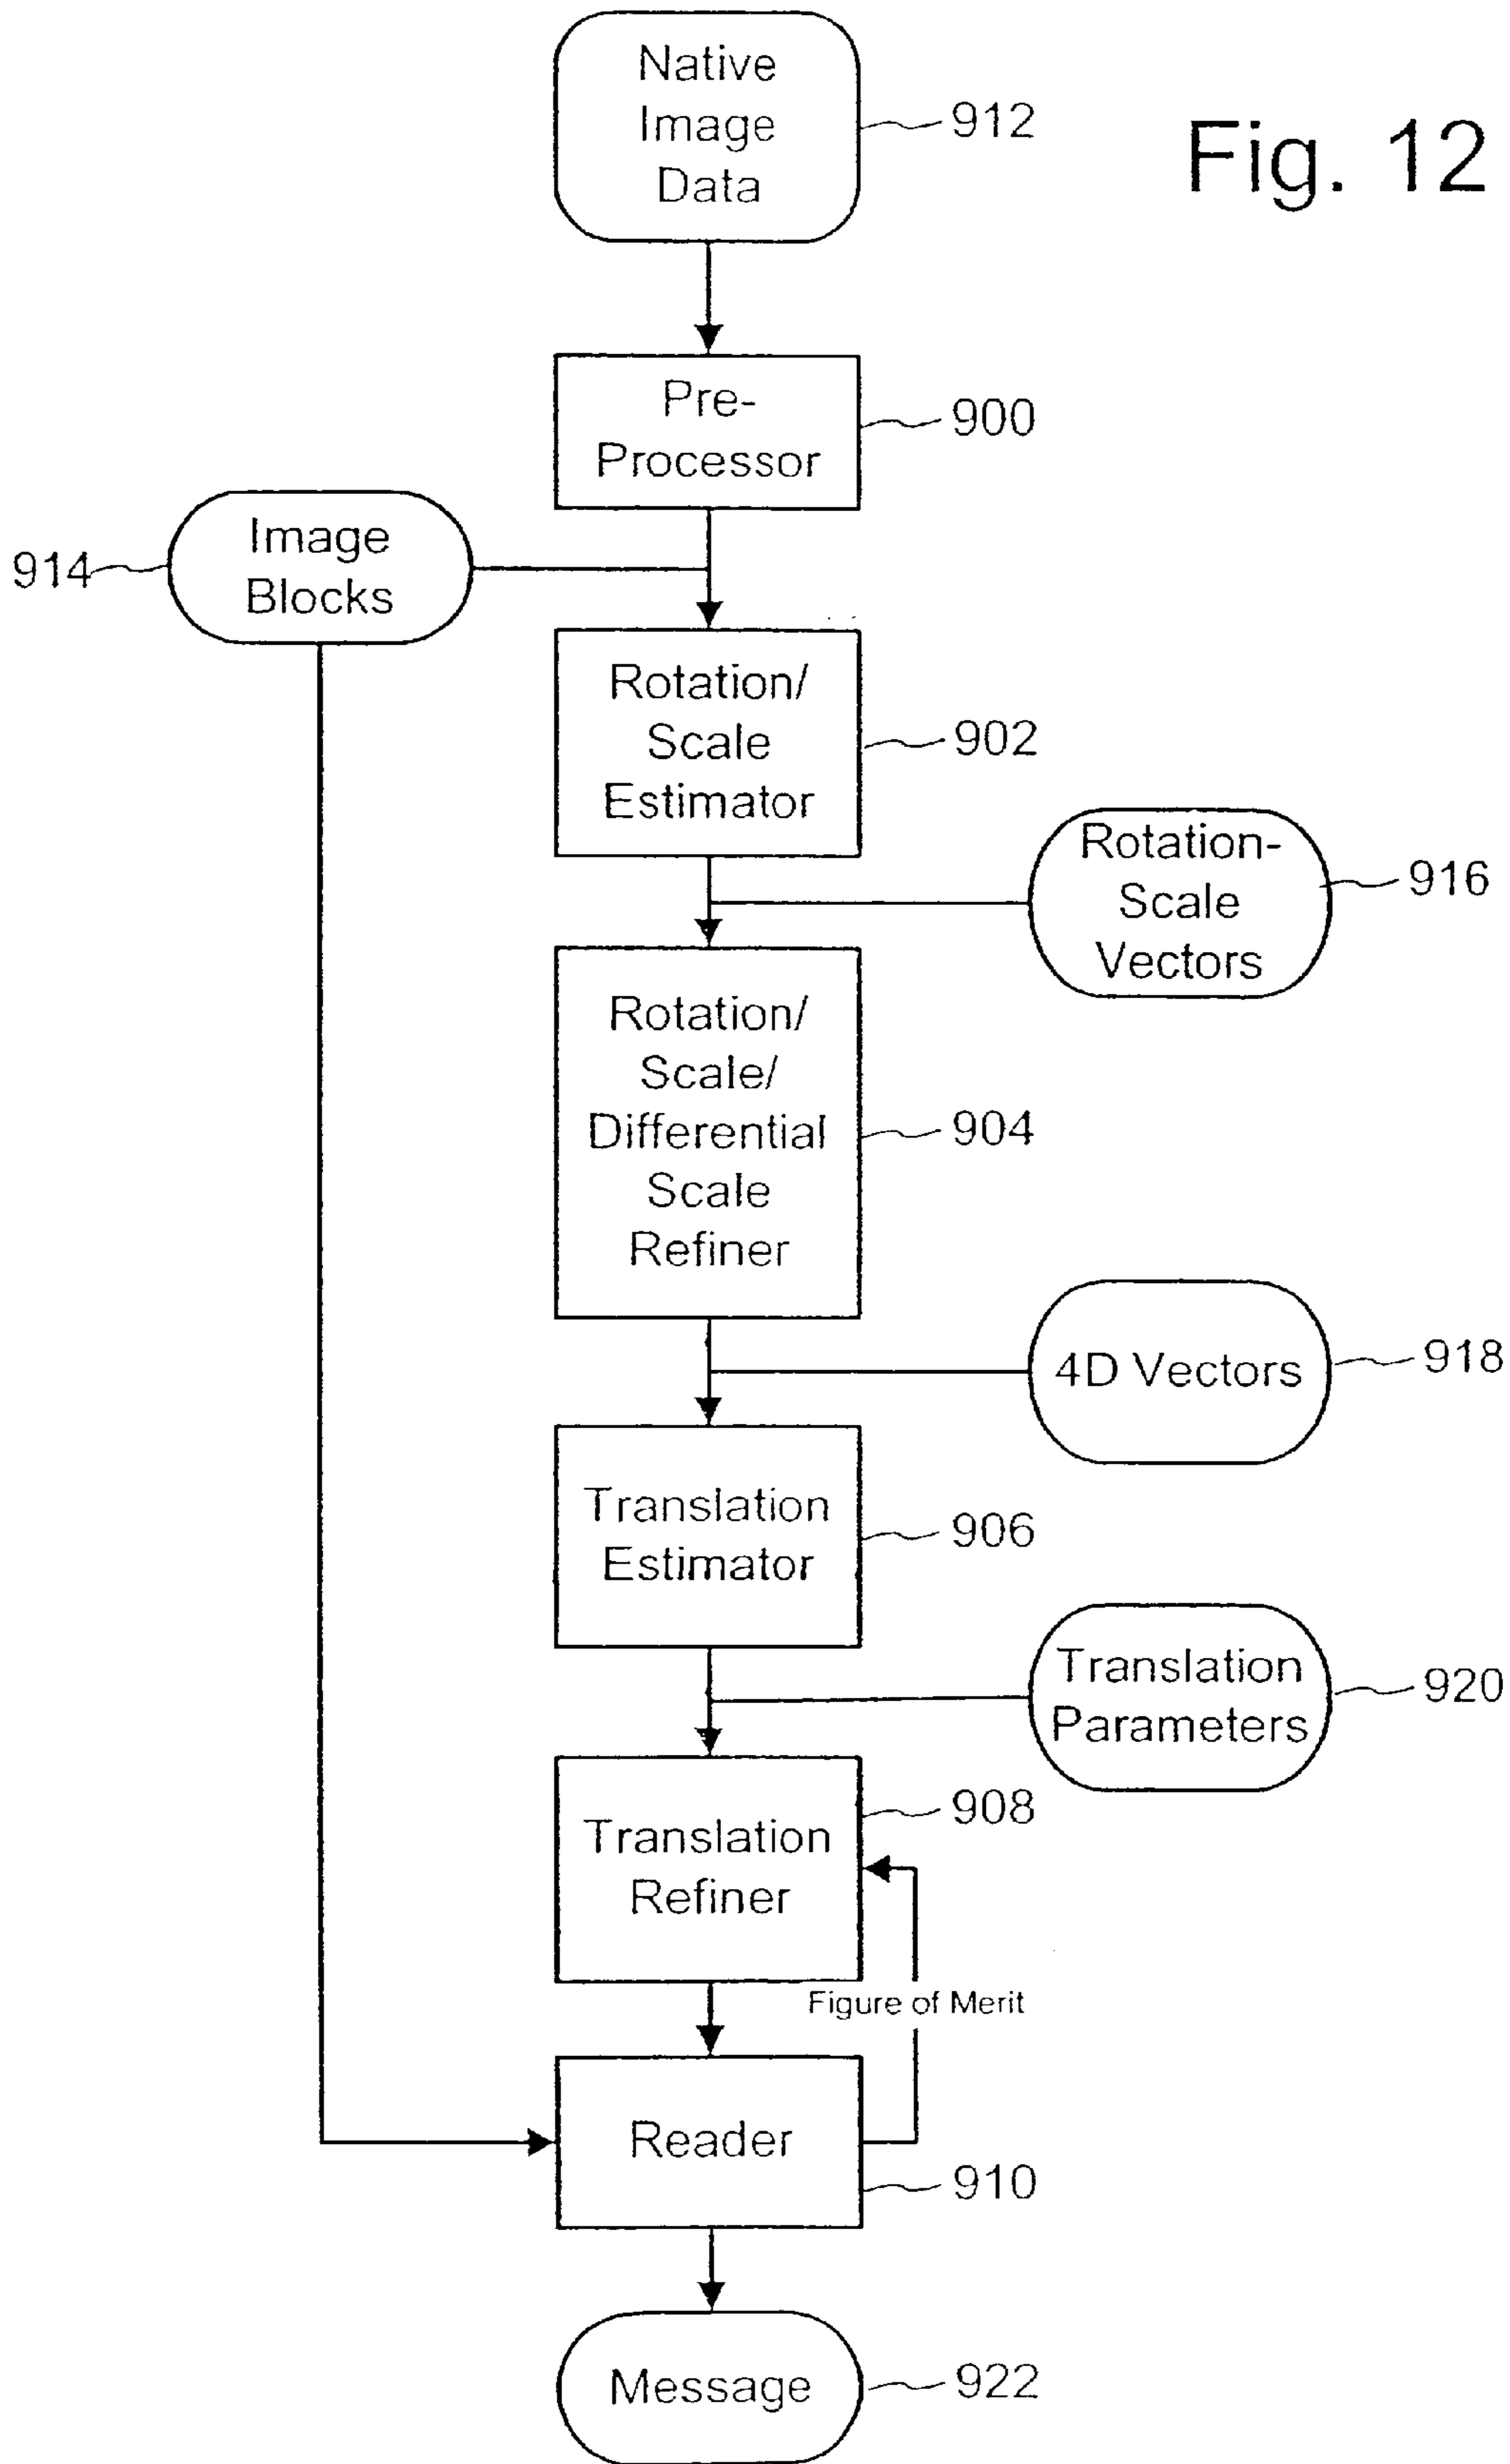 Native
Image
Data
912
Fig. 12
Pre-
Processor
900
Image
Blocks
914
Rotation/
Scale
Estimator
902
Rotation-
Scale
Vectors
916
Rotation/
Scale/
Differential
Scale
Refiner
904
4D Vectors
918
Translation
Estimator
906
Translation
Parameters
920
Translation
Refiner
908
Figure of Merit
Reader
910
Message
922